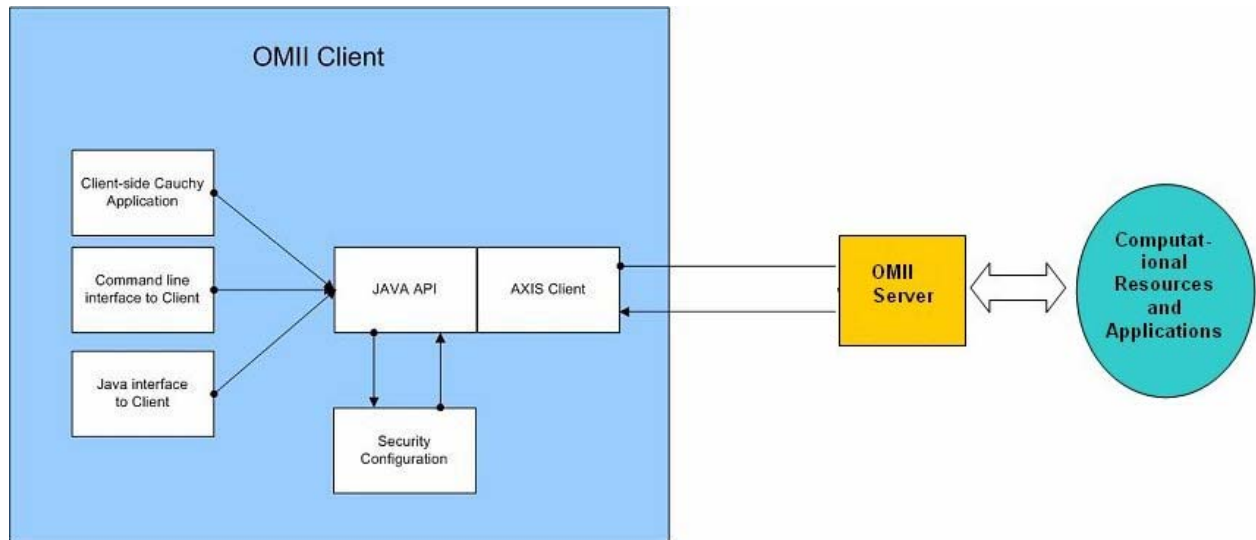 OMII Client
Client-side Cauchy
Application
Command line
interface to Client
Java interface
to Client
JAVA API
AXIS Client
Security
Configuration
OMII
Server
Computat-
ional
Resources
and
Applications